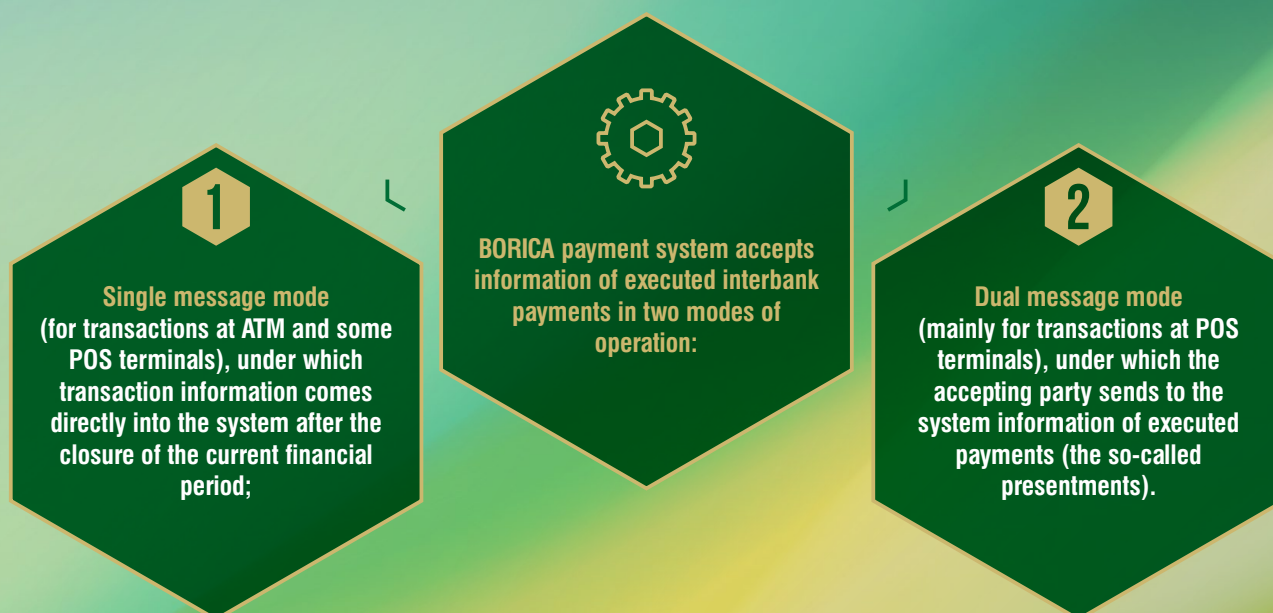 BORICA payment system accepts
information of executed interbank
payments in two modes of
operation:
1
Single message mode
(for transactions at ATM and some
POS terminals), under which
transaction information comes
directly into the system after the
closure of the current financial
period;
2
Dual message mode
(mainly for transactions at POS
terminals), under which the
accepting party sends to the
system information of executed
payments (the so-called
presentments).